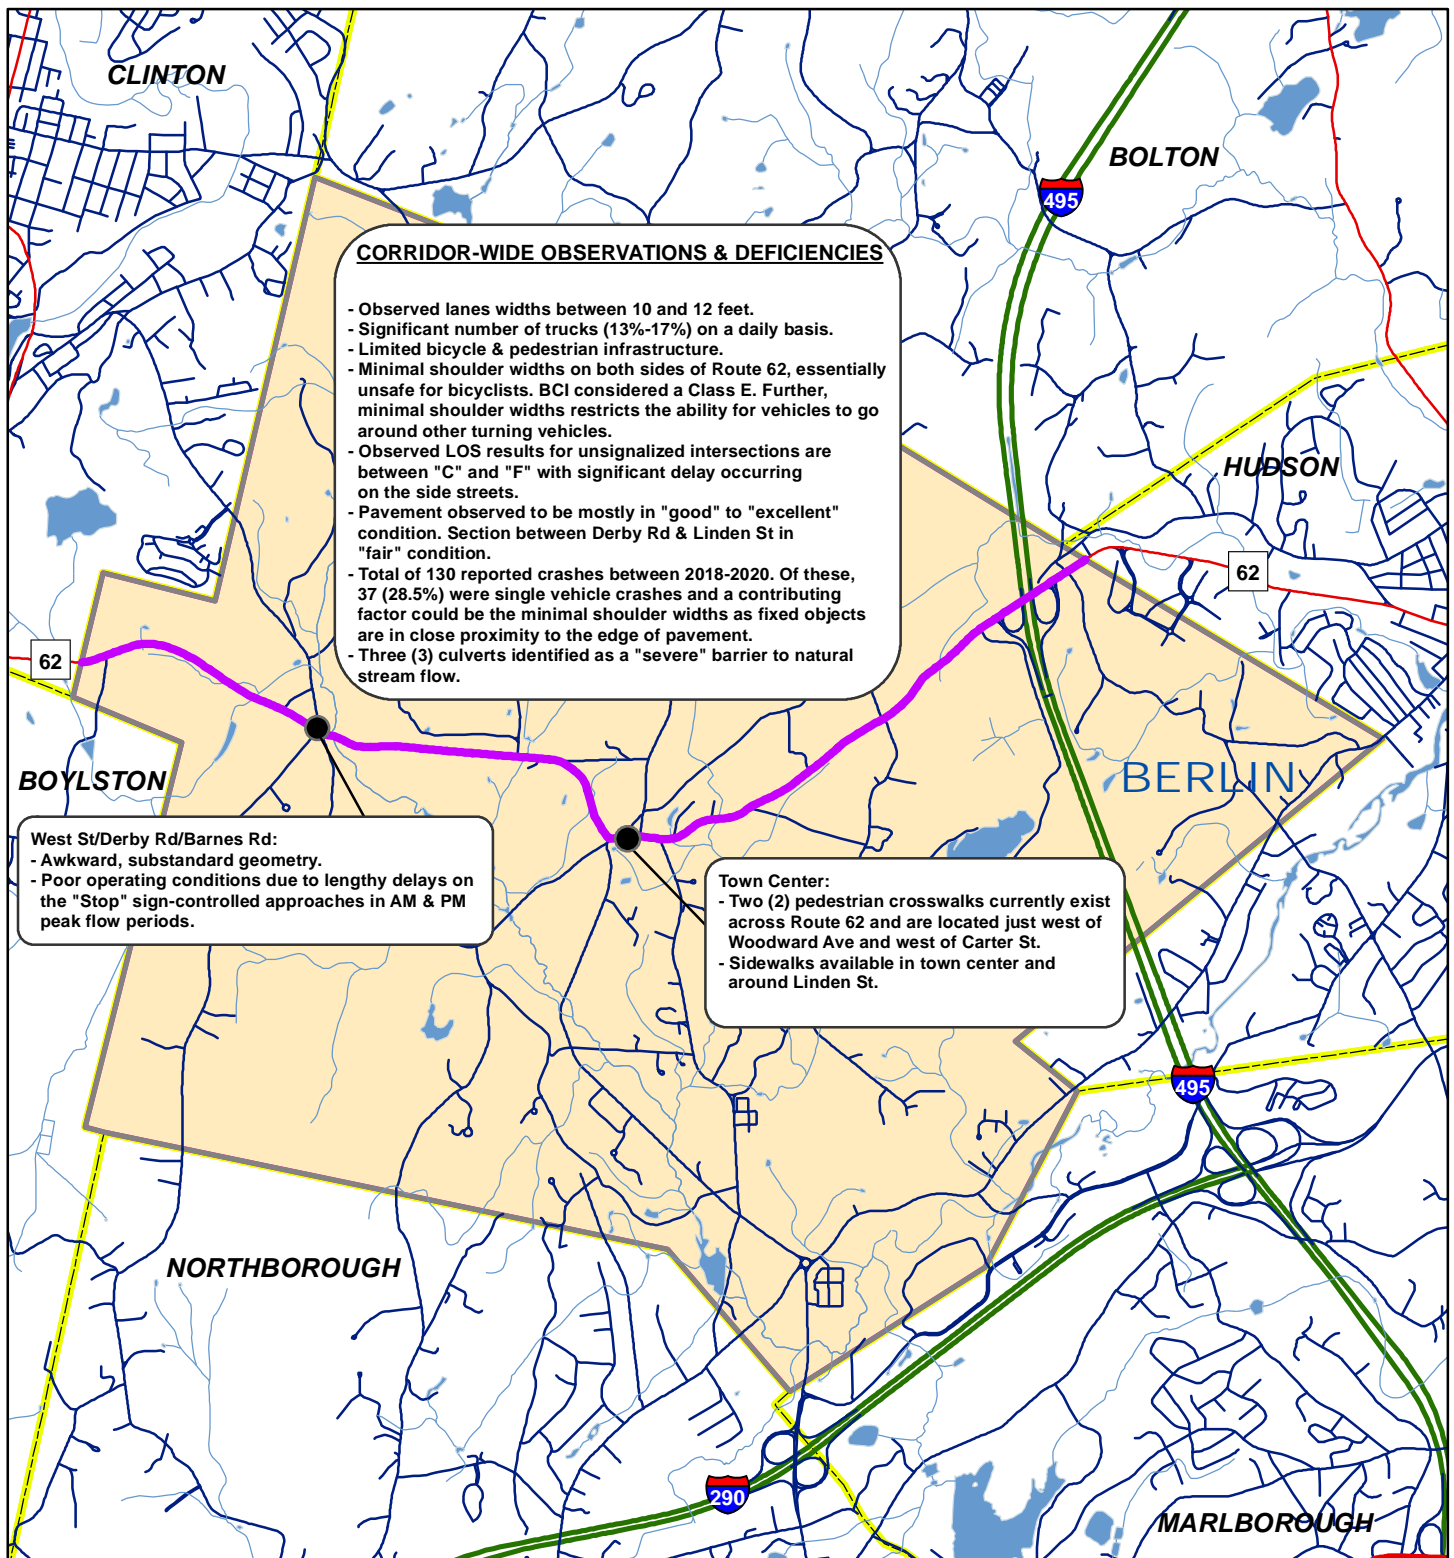 CLINTON
BOLTON
495
CORRIDOR-WIDE OBSERVATIONS & DEFICIENCIES
- Observed lanes widths between 10 and 12 feet.
- Significant number of trucks (13%-17%) on a daily basis.
- Limited bicycle & pedestrian infrastructure.
- Minimal shoulder widths on both sides of Route 62, essentially
unsafe for bicyclists. BCI considered a Class E. Further,
minimal shoulder widths restricts the ability for vehicles to go
around other turning vehicles.
- Observed LOS results for unsignalized intersections are
between "C" and "F" with significant delay occurring
on the side streets.
- Pavement observed to be mostly in "good" to "excellent"
condition. Section between Derby Rd & Linden St in
"fair" condition.
- Total of 130 reported crashes between 2018-2020. Of these,
37 (28.5%) were single vehicle crashes and a contributing
factor could be the minimal shoulder widths as fixed objects
are in close proximity to the edge of pavement.
- Three (3) culverts identified as a "severe" barrier to natural
stream flow.
HUDSON
62
62
BOYLSTON
BERLIN
West St/Derby Rd/Barnes Rd:
- Awkward, substandard geometry.
- Poor operating conditions due to lengthy delays on
the "Stop" sign-controlled approaches in AM & PM
peak flow periods.
Town Center:
- Two (2) pedestrian crosswalks currently exist
across Route 62 and are located just west of
Woodward Ave and west of Carter St.
- Sidewalks available in town center and
around Linden St.
495
NORTHBOROUGH
290
MARLBOROUGH